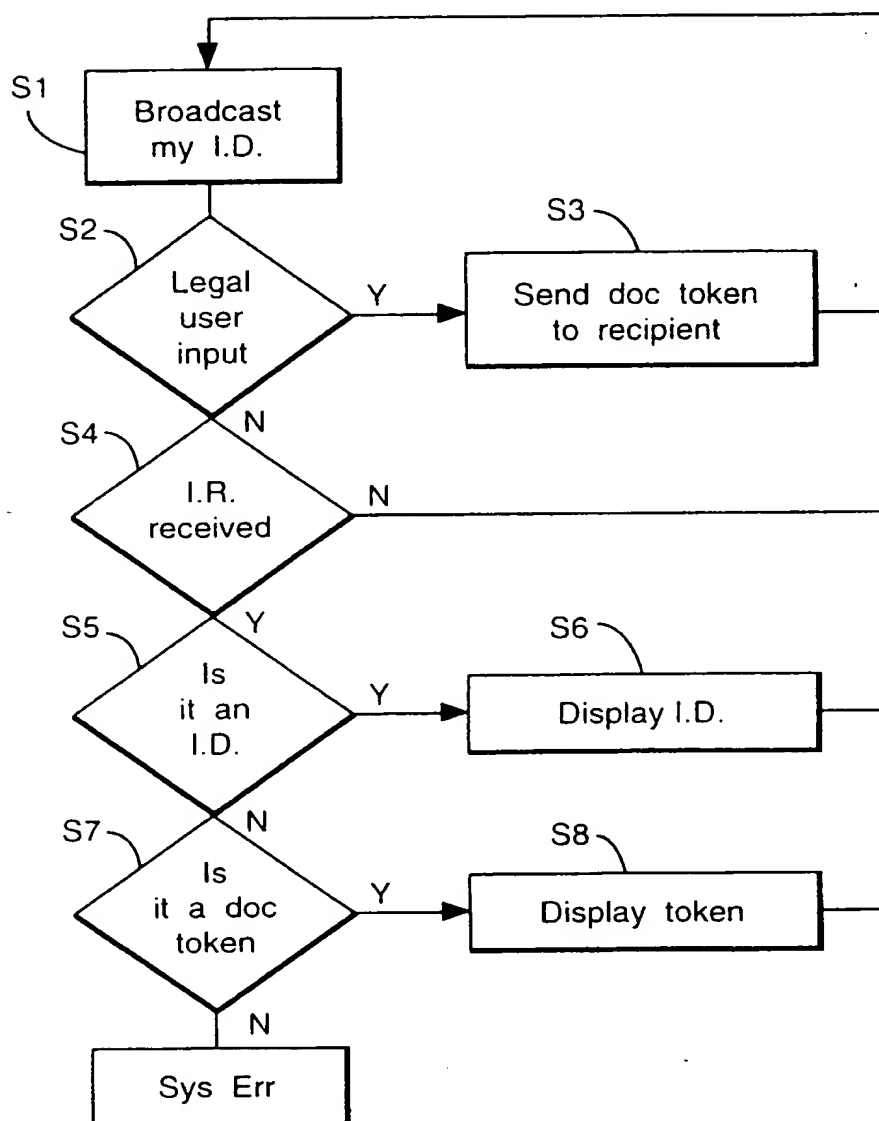 S1
Broadcast
my I.D.
S2
Legal
user
input
Y
N
S3
Send doc token
to recipient
S4
I.R.
received
N
Y
S5
Is
it an
I.D.
Y
N
S6
Display I.D.
S7
Is
it a doc
token
Y
N
S8
Display token
Sys Err